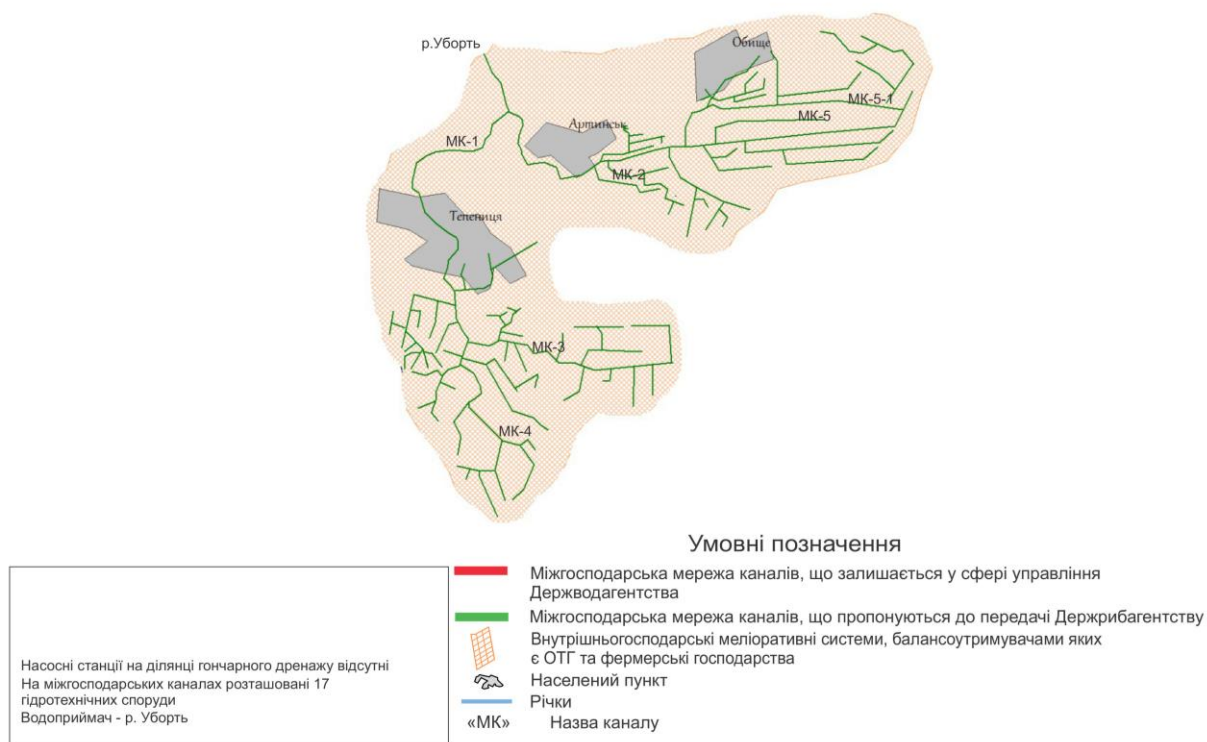 р.Уборть
Обище
МК-5-1
МК-5
Артинськ
МК-1
МК-2
Тепениця
МК-3
МК-4
Умовні позначення
Міжгосподарська мережа каналів, що залишається у сфері управління
Держводагентства
Міжгосподарська мережа каналів, що пропонуються до передачі Держрибагентству
Внутрішньогосподарські меліоративні системи, балансоутримувачами яких
є ОТГ та фермерські господарства
Населений пункт
Річки
«МК» Назва каналу
Насосні станції на ділянці гончарного дренажу відсутні
На міжгосподарських каналах розташовані 17
гідротехнічних споруди
Водоприймач - р. Уборть